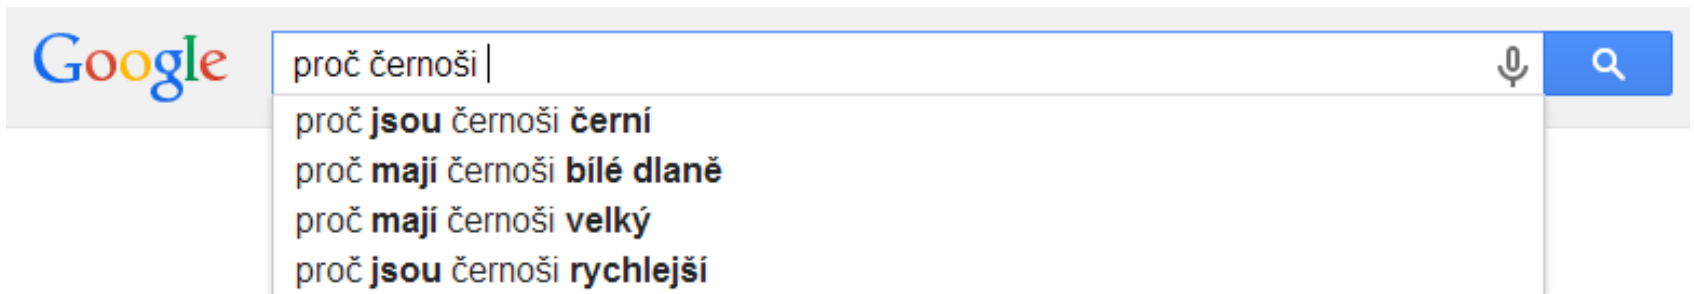 Google proč černoši
proč jsou černoši černí
proč mají černoši bílé dlaně
proč mají černoši velký
proč jsou černoši rychlejší